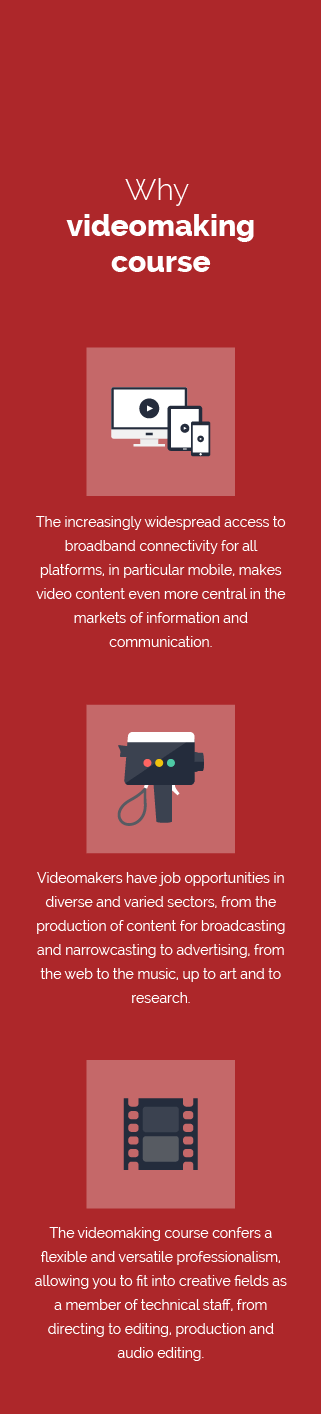 Why
videomaking
course
The increasingly widespread access to
broadband connectivity for all
platforms, in particular mobile, makes
video content even more central in the
markets of information and
communication.
Videomakers have job opportunities in
diverse and varied sectors, from the
production of content for broadcasting
and narrowcasting to advertising, from
the web to the music, up to art and to
research.
The videomaking course confers a
flexible and versatile professionalism,
allowing you to fit into creative fields as
a member of technical staff, from
directing to editing, production and
audio editing.